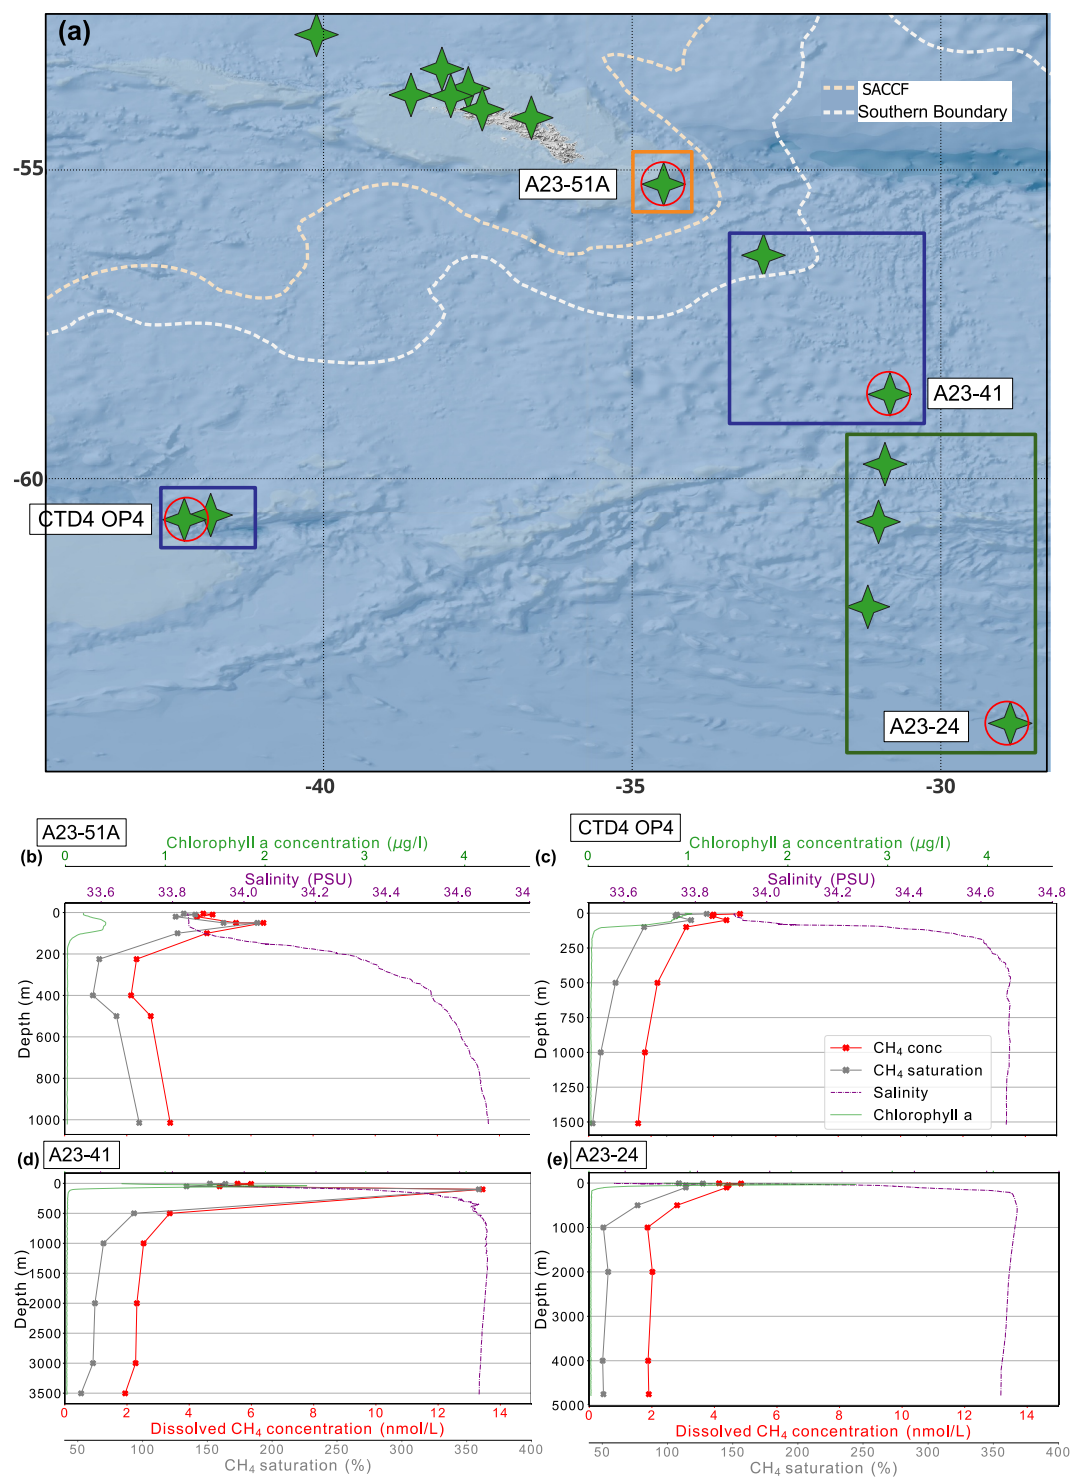 (a)
SACCF
Southern Boundary
-55
A23-51A
A23-41
-60
CTD4 OP4
A23-24
-40
-35
-30
A23-51A
CTD4 OP4
Chlorophyll a concentration (μg/l)
Chlorophyll a concentration (μg/l)
(b)
0 1 2 3 4
(c)
0 1 2 3 4
Salinity (PSU)
Salinity (PSU)
33.6 33.8 34.0 34.2 34.4 34.6 34.
33.6 33.8 34.0 34.2 34.4 34.6 34.8
Depth (m)
0
200
400
600
800
1000
Depth (m)
0
250
500
750
1000
1250
1500
CH₄ conc
CH₄ saturation
Salinity
Chlorophyll a
(d)
A23-41
(e)
A23-24
Depth (m)
0
500
1000
1500
2000
2500
3000
3500
Depth (m)
0
1000
2000
3000
4000
5000
0 2 4 6 8 10 12 14
0 2 4 6 8 10 12 14
Dissolved CH₄ concentration (nmol/L)
Dissolved CH₄ concentration (nmol/L)
50 100 150 200 250 300 350 400
50 100 150 200 250 300 350 400
CH₄ saturation (%)
CH₄ saturation (%)